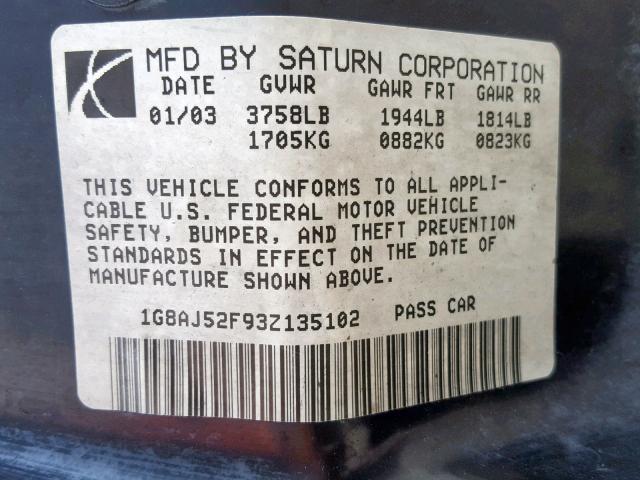 MFD BY SATURN CORPORATION
DATE GVWR GAWR FRT GAWR RR
01/03 3758LB 1944LB 1814LB
1705KG 0882KG 0823KG
THIS VEHICLE CONFORMS TO ALL APPLI-
CABLE U.S. FEDERAL MOTOR VEHICLE
SAFETY, BUMPER, AND THEFT PREVENTION
STANDARDS IN EFFECT ON THE DATE OF
MANUFACTURE SHOWN ABOVE.
1G8AJ52F93Z135102 PASS CAR